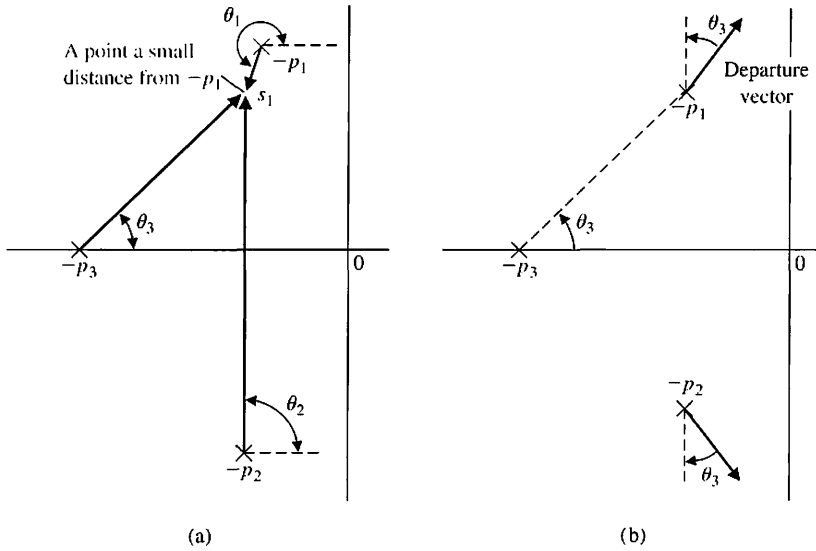 θ₁
A point a small
distance from −p₁
−p₁
s₁
θ₃
−p₃
0
θ₂
−p₂
(a)
θ₃
Departure
vector
−p₁
θ₃
−p₃
0
−p₂
θ₃
(b)